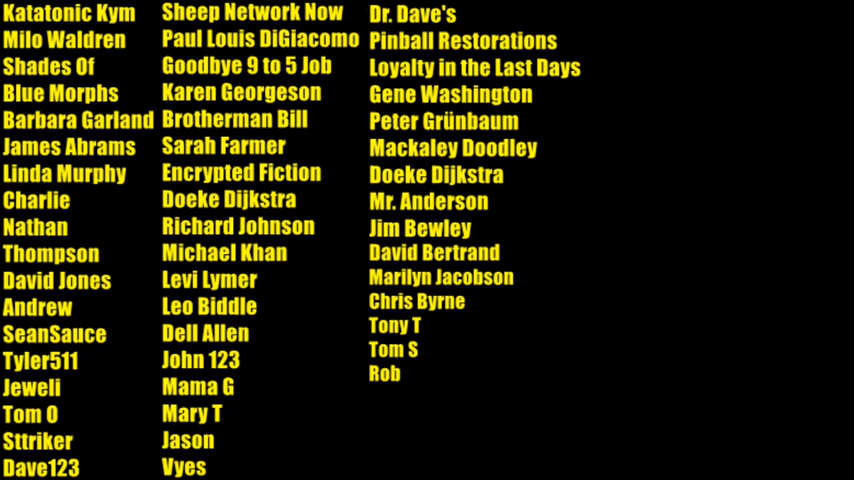 Katatonic Kym
Milo Waldren
Shades Of
Blue Morphs
Barbara Garland
James Abrams
Linda Murphy
Charlie
Nathan
Thompson
David Jones
Andrew
SeanSauce
Tyler511
Jeweli
Tom O
Sttriker
Dave123
Sheep Network Now
Paul Louis DiGiacomo
Goodbye 9 to 5 Job
Karen Georgeson
Brotherman Bill
Sarah Farmer
Encrypted Fiction
Doeke Dijkstra
Richard Johnson
Michael Khan
Levi Lymer
Leo Biddle
Dell Allen
John 123
Mama G
Mary T
Jason
Vyes
Dr. Dave's
Pinball Restorations
Loyalty in the Last Days
Gene Washington
Peter Grünbaum
Mackaley Doodley
Doeke Dijkstra
Mr. Anderson
Jim Bewley
David Bertrand
Marilyn Jacobson
Chris Byrne
Tony T
Tom S
Rob